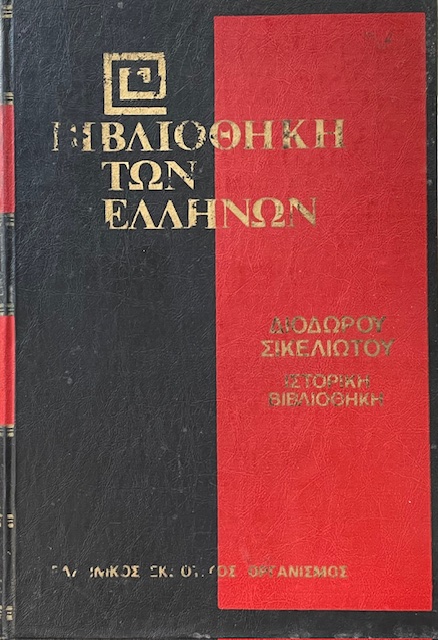 ΒΙΒΛΙΟΘΗΚΗ
ΤΩΝ
ΕΛΛΗΝΩΝ
ΔΙΟΔΩΡΟΥ
ΣΙΚΕΛΙΩΤΟΥ
ΙΣΤΟΡΙΚΗ
ΒΙΒΛΙΟΘΗΚΗ
ΕΛΛΗΝΙΚΟΣ ΕΚΔΟΤΙΚΟΣ ΟΡΓΑΝΙΣΜΟΣ